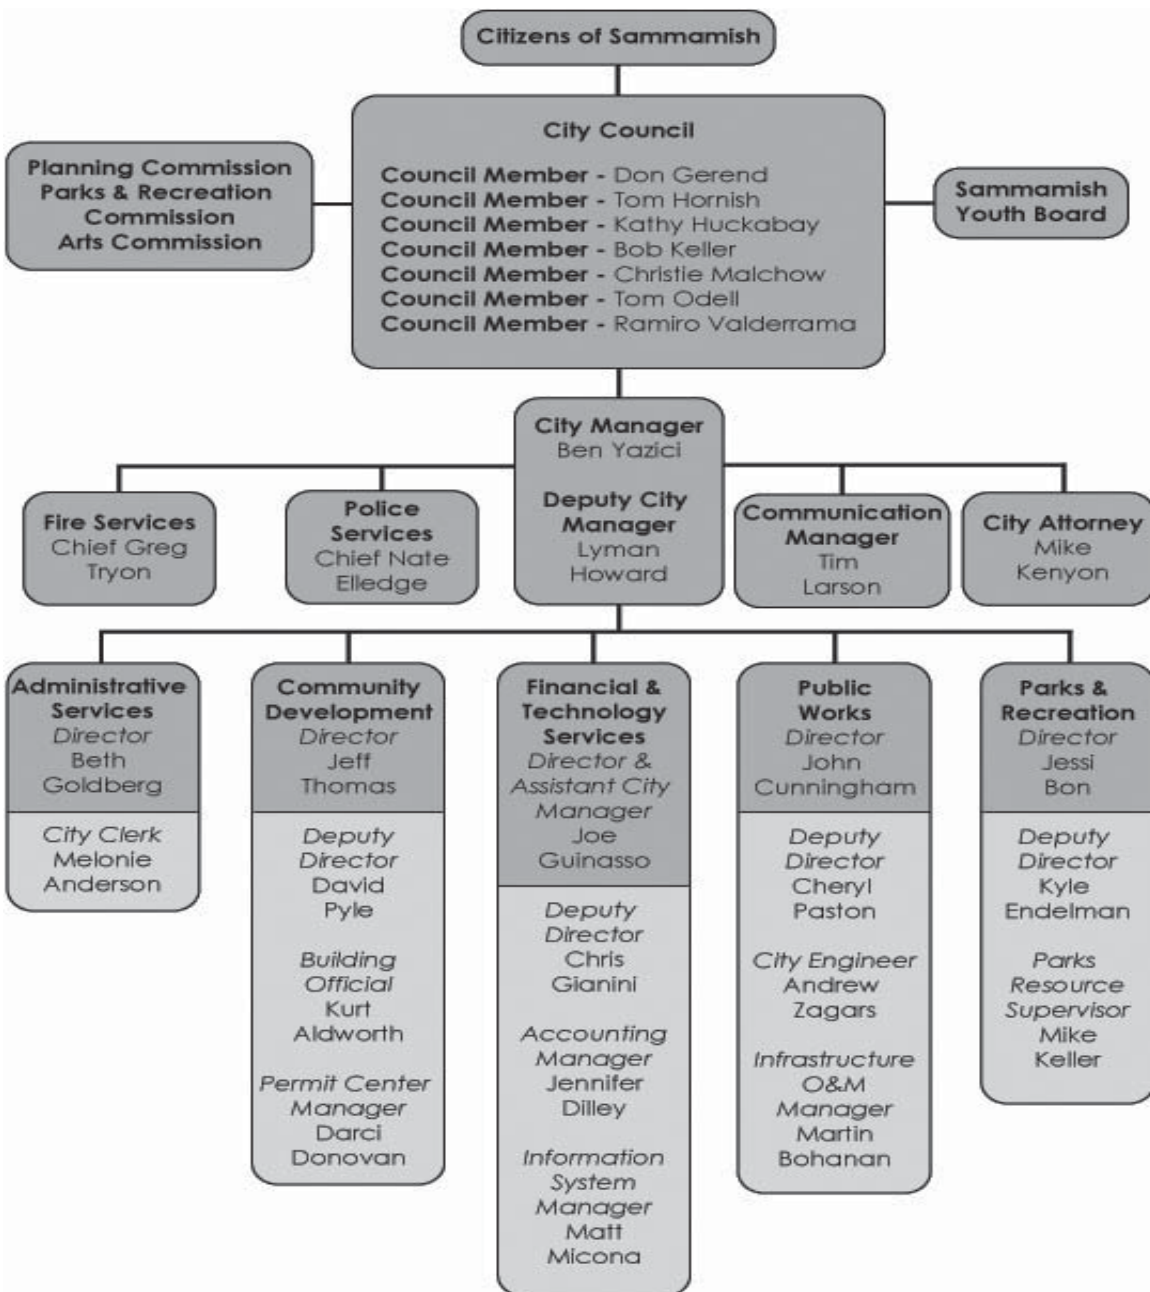 Citizens of Sammamish
City Council
Council Member - Don Gerend
Council Member - Tom Hornish
Council Member - Kathy Huckabay
Council Member - Bob Keller
Council Member - Christie Malchow
Council Member - Tom Odell
Council Member - Ramiro Valderrama
Planning Commission
Parks & Recreation
Commission
Arts Commission
Sammamish
Youth Board
City Manager
Ben Yazici
Deputy City
Manager
Lyman
Howard
Fire Services
Chief Greg
Tryon
Police
Services
Chief Nate
Elledge
Communication
Manager
Tim
Larson
City Attorney
Mike
Kenyon
Administrative
Services
Director
Beth
Goldberg
City Clerk
Melonie
Anderson
Community
Development
Director
Jeff
Thomas
Deputy
Director
David
Pyle
Building
Official
Kurt
Aldworth
Permit Center
Manager
Darci
Donovan
Financial &
Technology
Services
Director &
Assistant City
Manager
Joe
Guinasso
Deputy
Director
Chris
Gianini
Accounting
Manager
Jennifer
Dilley
Information
System
Manager
Matt
Micona
Public
Works
Director
John
Cunningham
Deputy
Director
Cheryl
Paston
City Engineer
Andrew
Zagars
Infrastructure
O&M
Manager
Martin
Bohanan
Parks &
Recreation
Director
Jessi
Bon
Deputy
Director
Kyle
Endelman
Parks
Resource
Supervisor
Mike
Keller